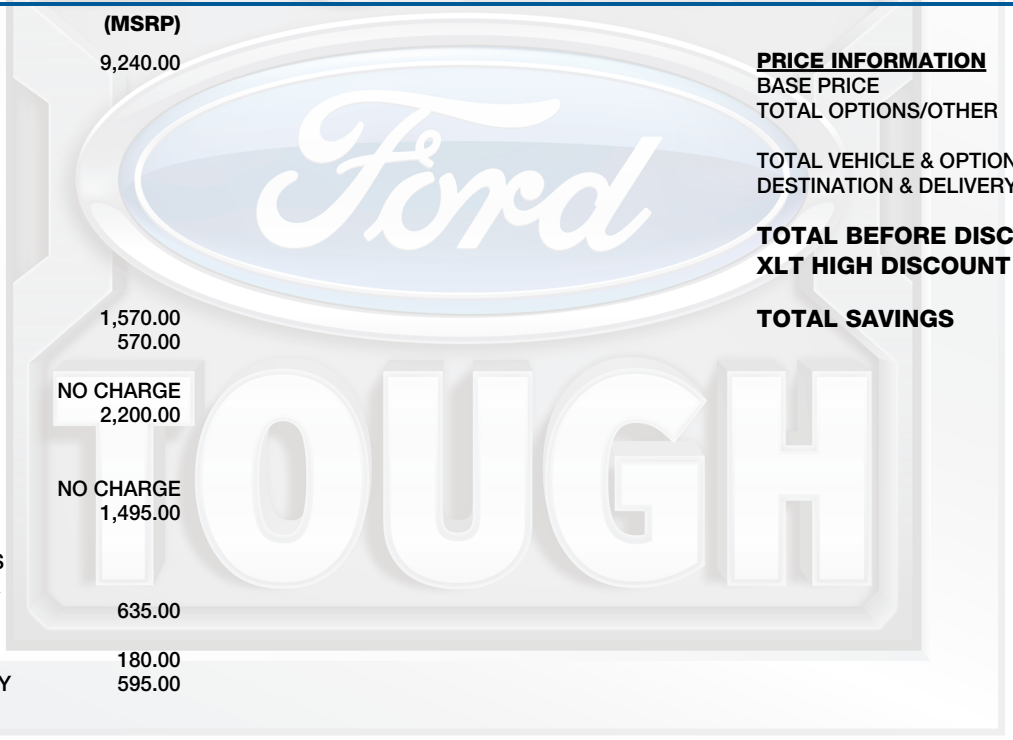 (MSRP)
9,240.00
1,570.00
570.00
NO CHARGE
2,200.00
NO CHARGE
1,495.00
S
635.00
180.00
Y 595.00
PRICE INFORMATION
BASE PRICE
TOTAL OPTIONS/OTHER
TOTAL VEHICLE & OPTION
DESTINATION & DELIVERY
TOTAL BEFORE DISC
XLT HIGH DISCOUNT
TOTAL SAVINGS
Ford
TOUGH